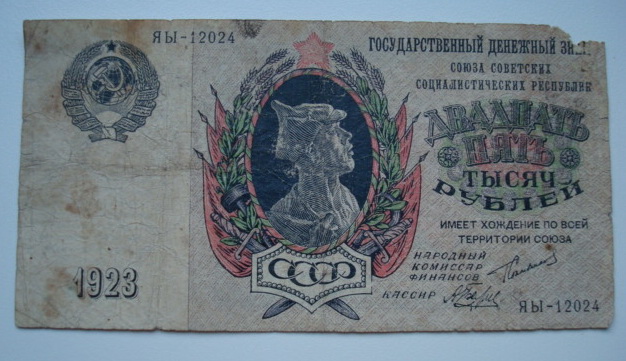 ЯЫ-12024
ГОСУДАРСТВЕННЫЙ ДЕНЕЖНЫЙ
СОЮЗА СОВЕТСКИХ
СОЦИАЛИСТИЧЕСКИХ РЕСПУБЛИК
ДВАДЦАТЬ
ПЯТЬ
ТЫСЯЧ
РУБЛЕЙ
ИМЕЕТ ХОЖДЕНИЕ ПО ВСЕЙ
ТЕРРИТОРИИ СОЮЗА
НАРОДНЫЙ
КОМИССАР
ФИНАНСОВ
КАССИР
ЯЫ-12024
СССР
1923